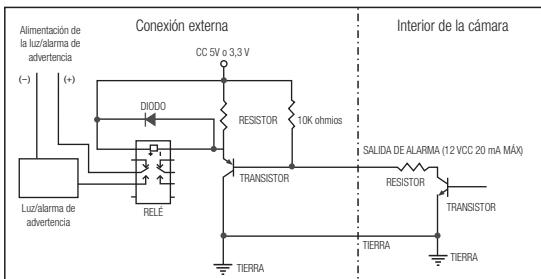 Conexión externa
Interior de la cámara
Alimentación de
la luz/alarma de
advertencia
(–)
(+)
CC 5V o 3,3 V
DIODO
RESISTOR
10K ohmios
SALIDA DE ALARMA (12 VCC 20 mA MÁX)
RESISTOR
TRANSISTOR
TRANSISTOR
RELÉ
Luz/alarma de
advertencia
TIERRA
TIERRA
TIERRA